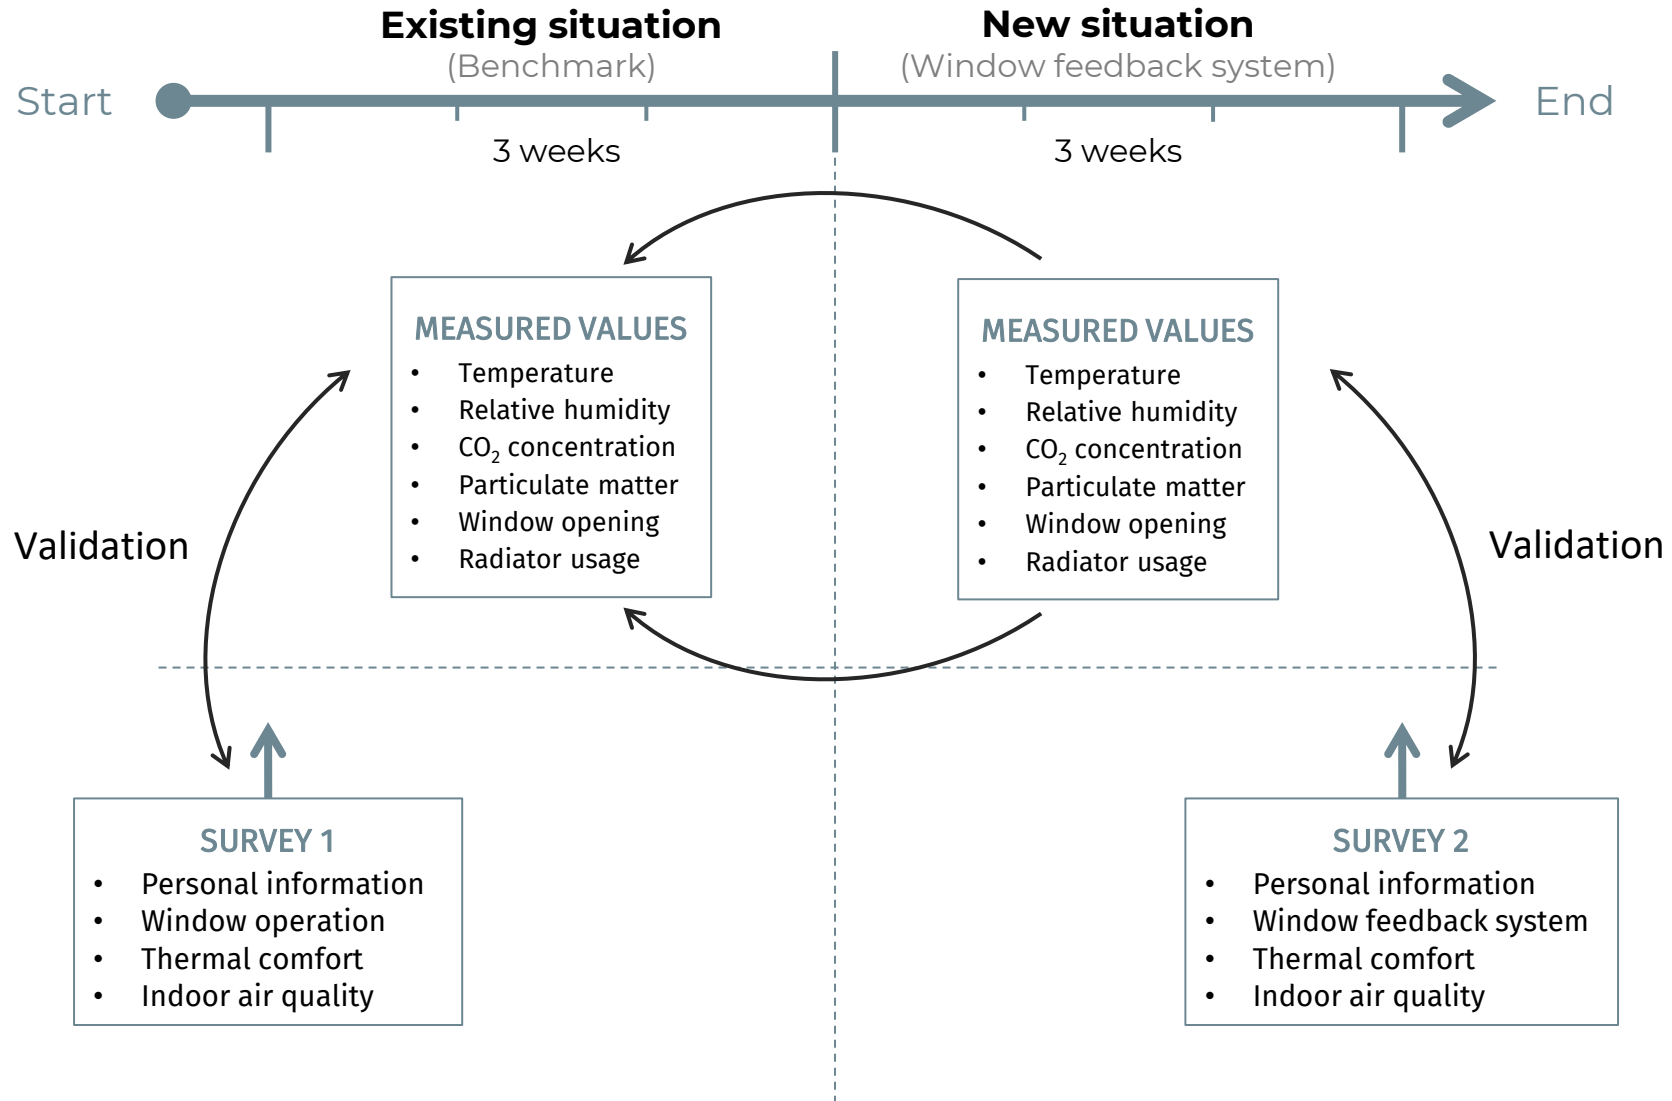 Existing situation
(Benchmark)
New situation
(Window feedback system)
Start
End
3 weeks
3 weeks
MEASURED VALUES
• Temperature
• Relative humidity
• CO₂ concentration
• Particulate matter
• Window opening
• Radiator usage
MEASURED VALUES
• Temperature
• Relative humidity
• CO₂ concentration
• Particulate matter
• Window opening
• Radiator usage
Validation
Validation
SURVEY 1
• Personal information
• Window operation
• Thermal comfort
• Indoor air quality
SURVEY 2
• Personal information
• Window feedback system
• Thermal comfort
• Indoor air quality